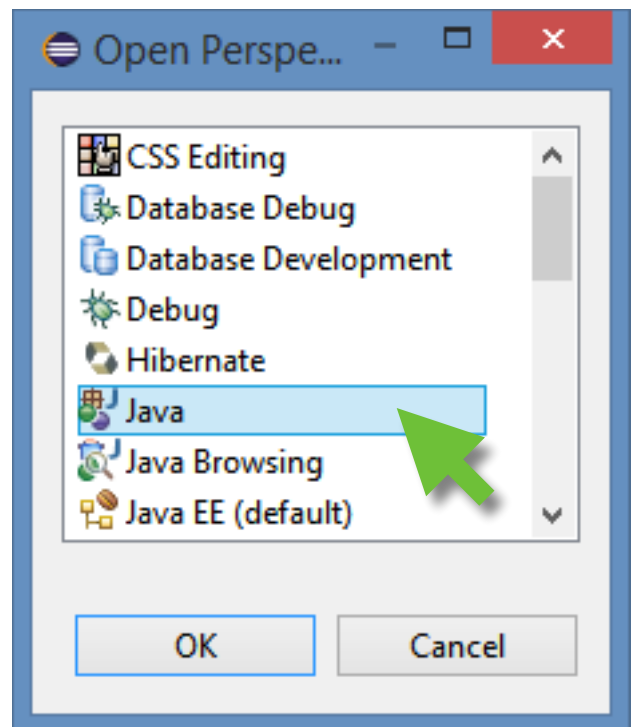 Open Perspe...
CSS Editing
Database Debug
Database Development
Debug
Hibernate
Java
Java Browsing
Java EE (default)
OK Cancel